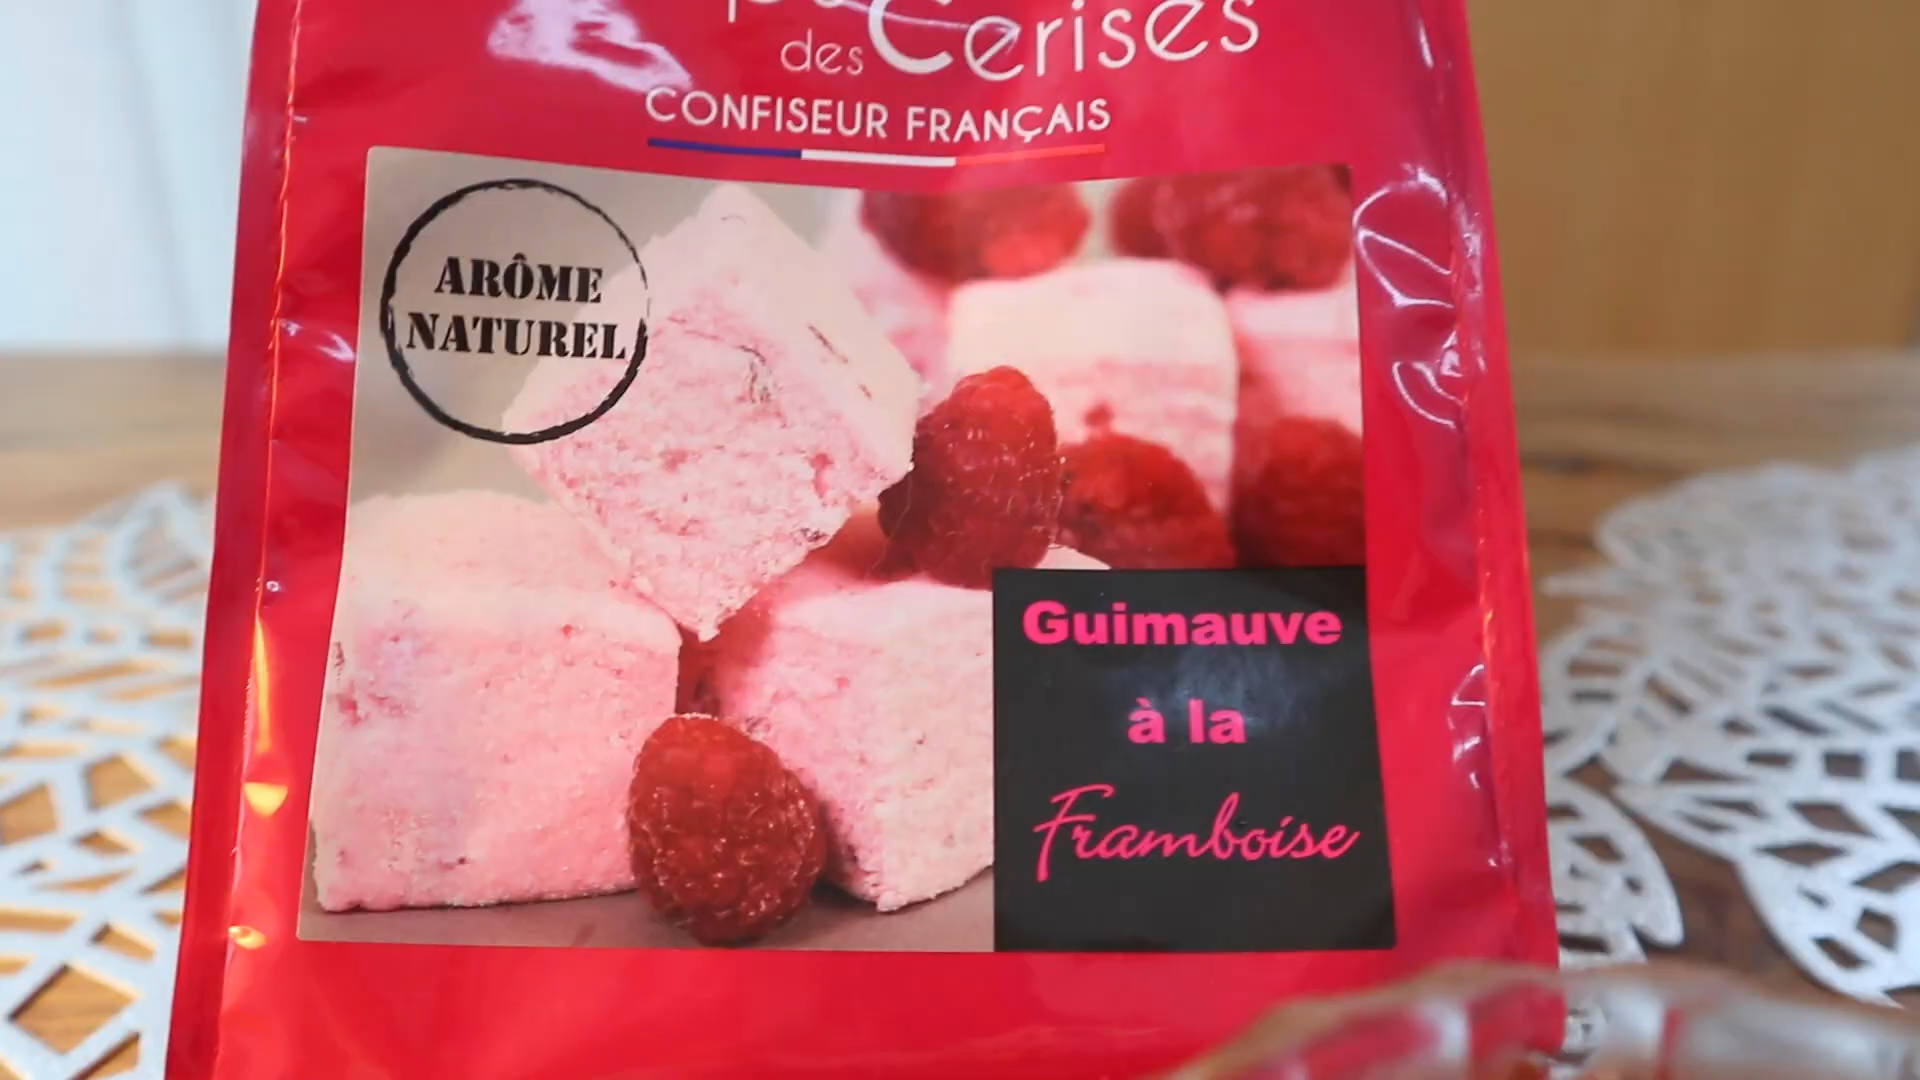 des Cerises
CONFISEUR FRANÇAIS
ARÔME
NATUREL
Guimauve
à la
Framboise